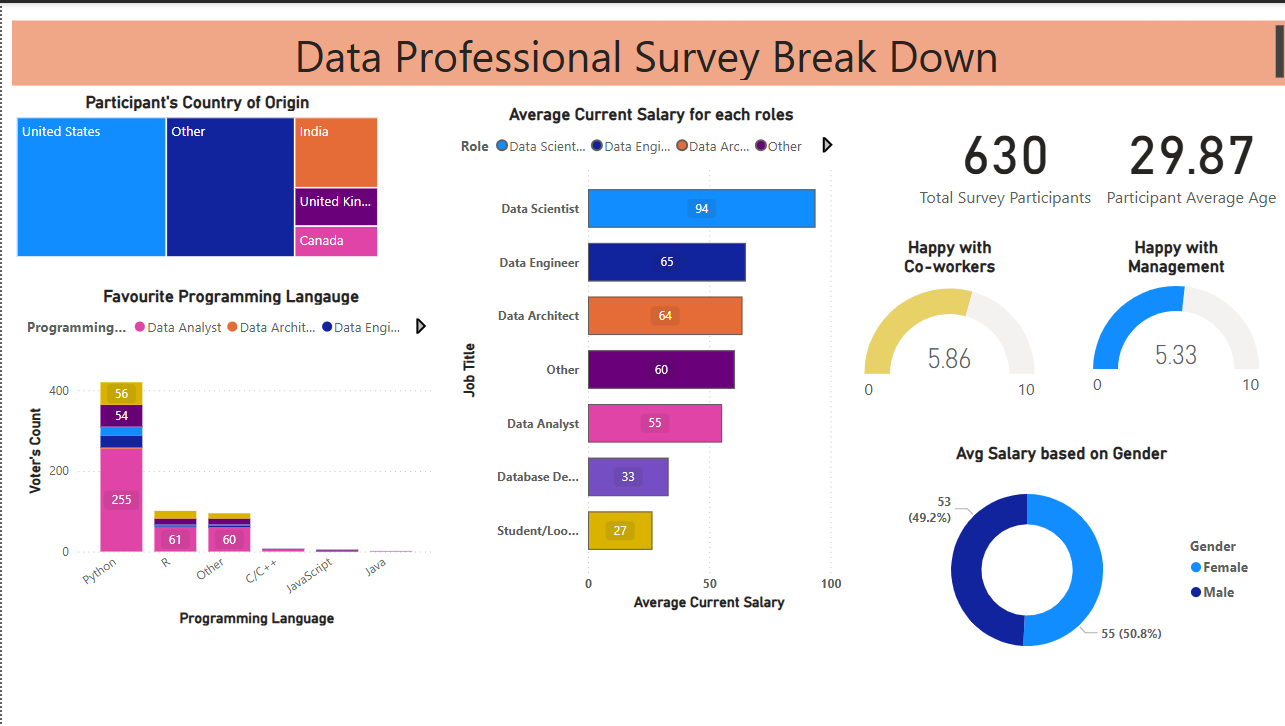 Data Professional Survey Break Down
Participant's Country of Origin
United States
Other
India
United Kin...
Canada
Favourite Programming Langauge
Programming... Data Analyst Data Archit... Data Engi...
Voter's Count
400
200
0
56
54
255
61
60
Python
R
Other
C/C++
JavaScript
Java
Programming Language
Average Current Salary for each roles
Role Data Scient... Data Engi... Data Arc... Other
Job Title
Data Scientist 94
Data Engineer 65
Data Architect 64
Other 60
Data Analyst 55
Database De... 33
Student/Loo... 27
0 50 100
Average Current Salary
630
Total Survey Participants
29.87
Participant Average Age
Happy with
Co-workers
5.86
0 10
Happy with
Management
5.33
0 10
Avg Salary based on Gender
53
(49.2%)
55 (50.8%)
Gender
Female
Male